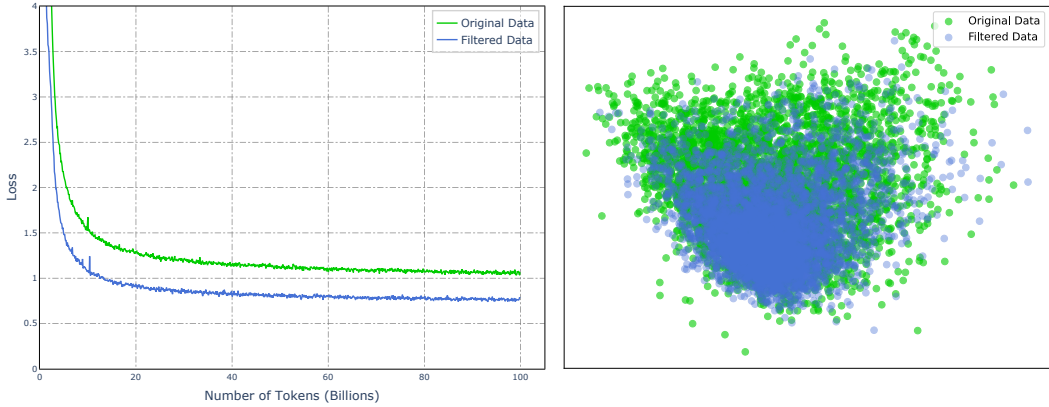 4
3.5
3
2.5
2
1.5
1
0.5
0
Loss
0 20 40 60 80 100
Number of Tokens (Billions)
Original Data
Filtered Data
Original Data
Filtered Data